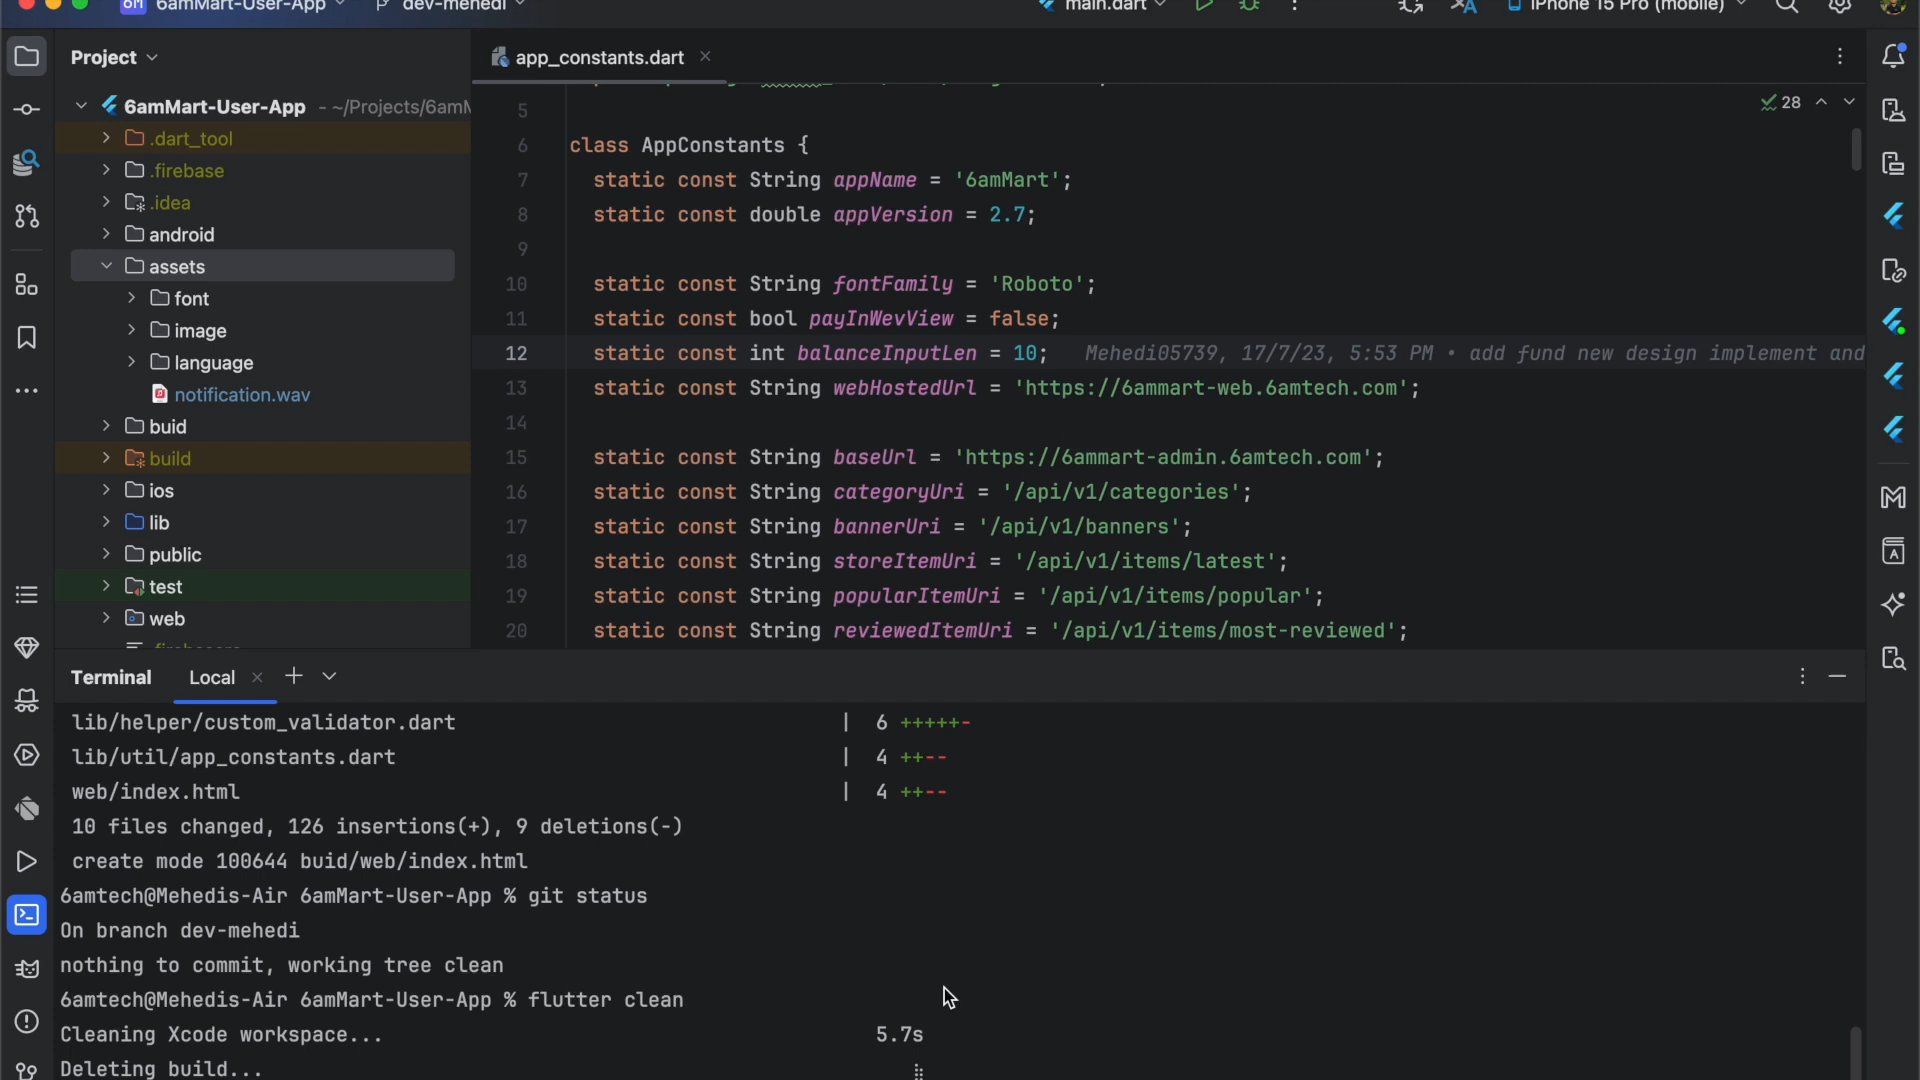 6amMart-User-App
dev-mehedi
main.dart
iPhone 15 Pro (mobile)
Project
6amMart-User-App - ~/Projects/6amM
.dart_tool
.firebase
.idea
android
assets
font
image
language
notification.wav
buid
build
ios
lib
public
test
web
app_constants.dart
28
5
6 class AppConstants {
7 static const String appName = '6amMart';
8 static const double appVersion = 2.7;
9
10 static const String fontFamily = 'Roboto';
11 static const bool payInWevView = false;
12 static const int balanceInputLen = 10; Mehedi05739, 17/7/23, 5:53 PM • add fund new design implement and
13 static const String webHostedUrl = 'https://6ammart-web.6amtech.com';
14
15 static const String baseUrl = 'https://6ammart-admin.6amtech.com';
16 static const String categoryUri = '/api/v1/categories';
17 static const String bannerUri = '/api/v1/banners';
18 static const String storeItemUri = '/api/v1/items/latest';
19 static const String popularItemUri = '/api/v1/items/popular';
20 static const String reviewedItemUri = '/api/v1/items/most-reviewed';
Terminal Local
lib/helper/custom_validator.dart | 6 +++++-
lib/util/app_constants.dart | 4 ++--
web/index.html | 4 ++--
10 files changed, 126 insertions(+), 9 deletions(-)
create mode 100644 buid/web/index.html
6amtech@Mehedis-Air 6amMart-User-App % git status
On branch dev-mehedi
nothing to commit, working tree clean
6amtech@Mehedis-Air 6amMart-User-App % flutter clean
Cleaning Xcode workspace... 5.7s
Deleting build...